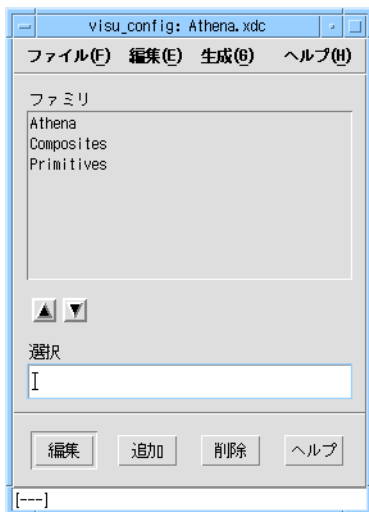 visu_config: Athena.xdc
ファイル(F) 編集(E) 生成(G) ヘルプ(H)
ファミリ
Athena
Composites
Primitives
選択
編集 追加 削除 ヘルプ
[---]